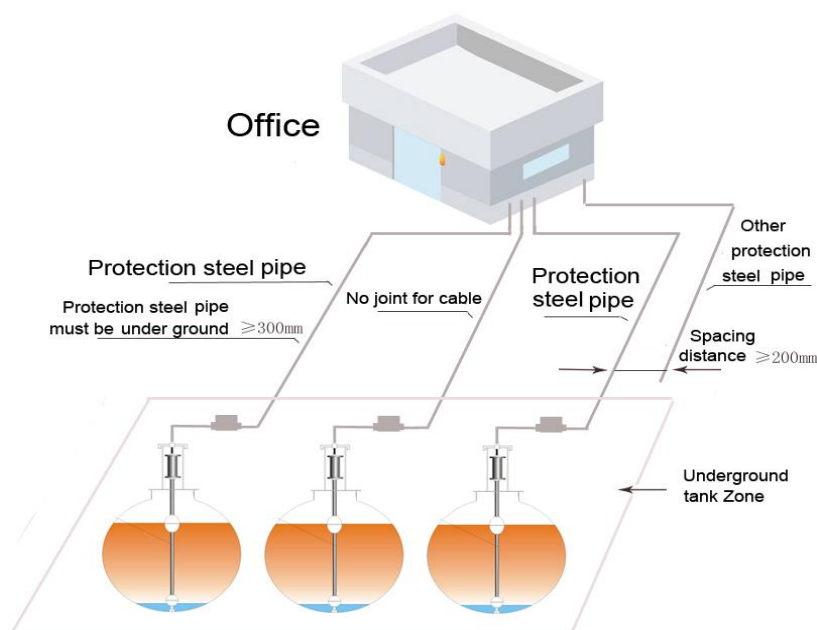 Office
Other
protection
steel pipe
Protection steel pipe
Protection
steel pipe
No joint for cable
Protection steel pipe
must be under ground ≥300mm
Spacing
distance ≥200mm
Underground
tank Zone